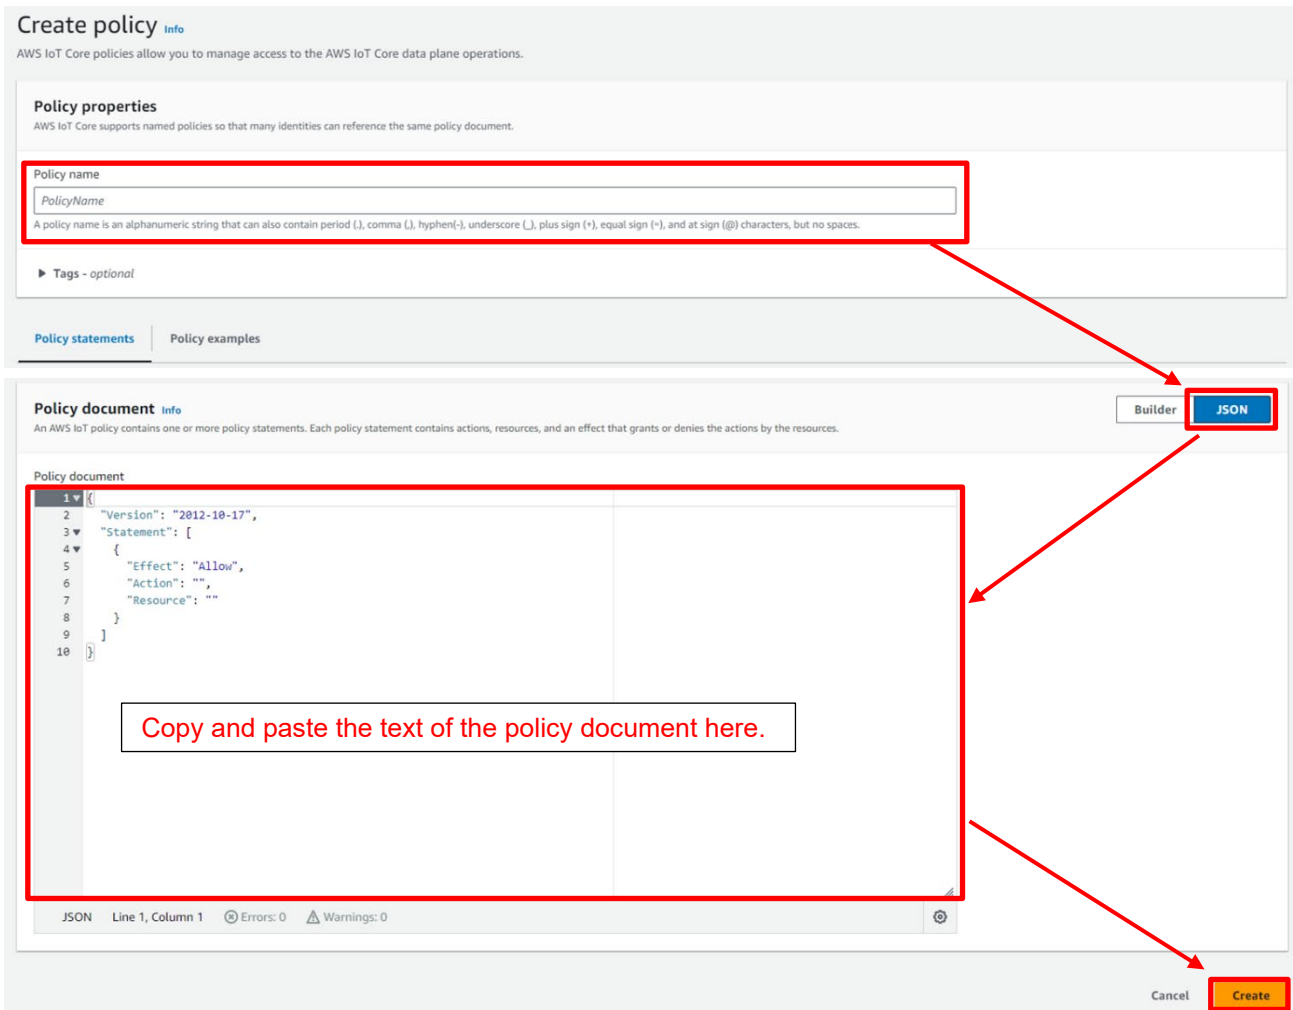 Create policy Info
AWS IoT Core policies allow you to manage access to the AWS IoT Core data plane operations.
Policy properties
AWS IoT Core supports named policies so that many identities can reference the same policy document.
Policy name
PolicyName
A policy name is an alphanumeric string that can also contain period (.), comma (,), hyphen(-), underscore (_), plus sign (+), equal sign (=), and at sign (@) characters, but no spaces.
▶ Tags - optional
Policy statements Policy examples
Policy document Info
An AWS IoT policy contains one or more policy statements. Each policy statement contains actions, resources, and an effect that grants or denies the actions by the resources.
Builder JSON
Policy document
1 {
2 "Version": "2012-10-17",
3 "Statement": [
4 {
5 "Effect": "Allow",
6 "Action": "",
7 "Resource": ""
8 }
9 ]
10 }
Copy and paste the text of the policy document here.
JSON Line 1, Column 1 Errors: 0 Warnings: 0
Cancel Create